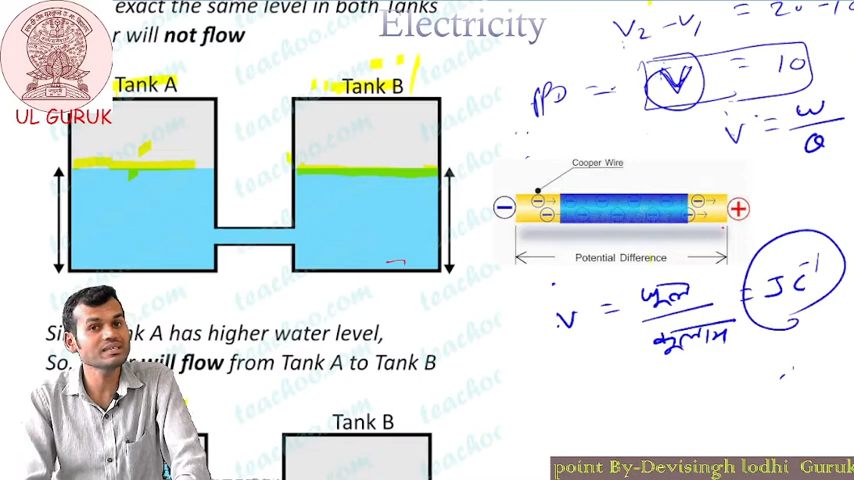 exact the same level in both Tanks
Electricity
r will not flow
Tank A
Tank B
UL GURUK
V₂ – V₁ = 20 – 10
V = 10
V = W/Q
Cooper Wire
Potential Difference
V = जूल/कूलाम = JC⁻¹
nk A has higher water level,
So, will flow from Tank A to Tank B
Tank B
point By-Devisingh lodhi Guruk
teachoo.com